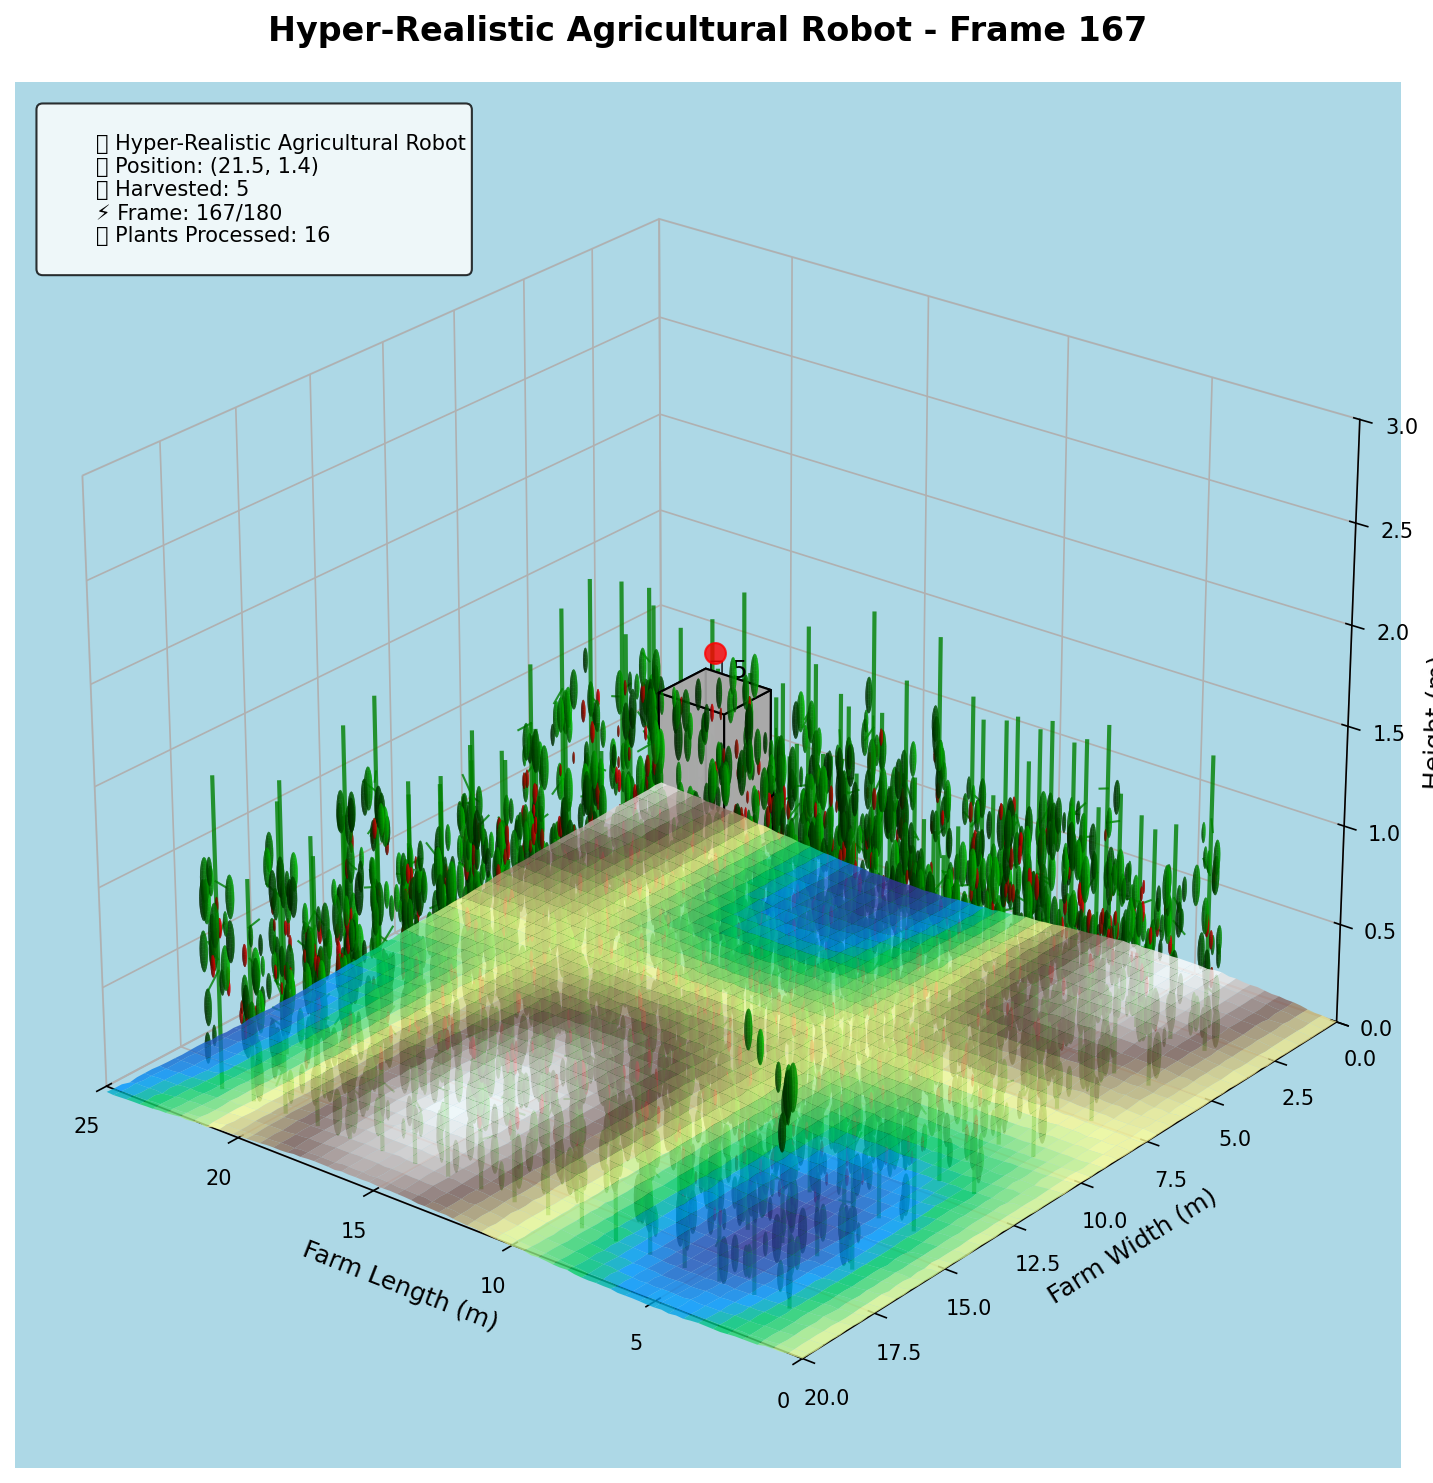 Hyper-Realistic Agricultural Robot - Frame 167
Hyper-Realistic Agricultural Robot
Position: (21.5, 1.4)
Harvested: 5
⚡ Frame: 167/180
Plants Processed: 16
5
3.0
2.5
2.0
1.5
1.0
0.5
0.0
Height (m)
0.0
2.5
5.0
7.5
10.0
12.5
15.0
17.5
20.0
Farm Width (m)
25
20
15
10
5
0
Farm Length (m)